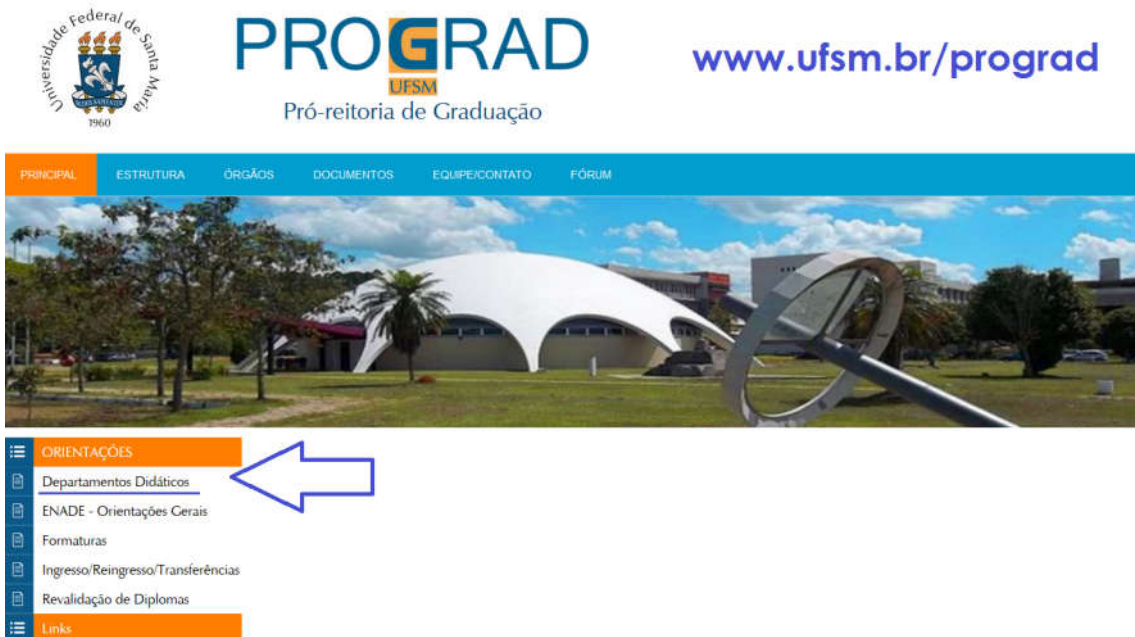 Universidade Federal de Santa Maria
1960
PROGRAD
UFSM
Pró-reitoria de Graduação
www.ufsm.br/prograd
PRINCIPAL ESTRUTURA ÓRGÃOS DOCUMENTOS EQUIPE/CONTATO FÓRUM
ORIENTAÇÕES
Departamentos Didáticos
ENADE - Orientações Gerais
Formaturas
Ingresso/Reingresso/Transferências
Revalidação de Diplomas
Links